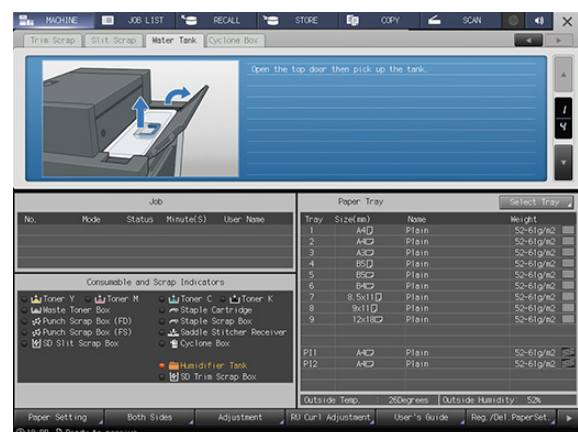 MACHINE JOB LIST RECALL STORE COPY SCAN
Trim Scrap Slit Scrap Water Tank Cyclone Box
Open the top door then pick up the tank.
1
4
Job
No. Mode Status Minute(S) User Name
Paper Tray Select Tray
Tray Size(mm) Name Weight
1 A4 Plain 52-61g/m2
2 A4 Plain 52-61g/m2
3 A3 Plain 52-61g/m2
4 B5 Plain 52-61g/m2
5 B5 Plain 52-61g/m2
6 B4 Plain 52-61g/m2
7 8.5x11 Plain 52-61g/m2
8 9x11 Plain 52-61g/m2
9 12x18 Plain 52-61g/m2
PI1 A4 Plain 52-61g/m2
PI2 A4 Plain 52-61g/m2
Consumable and Scrap Indicators
Toner Y Toner M Toner C Toner K
Waste Toner Box Staple Cartridge
Punch Scrap Box (FD) Staple Scrap Box
Punch Scrap Box (FS) Saddle Stitcher Receiver
SD Slit Scrap Box Cyclone Box
Humidifier Tank
SD Trim Scrap Box
Outside Temp. : 26Degrees Outside Humidity: 52%
Paper Setting Both Sides Adjustment RU Curl Adjustment User's Guide Reg./Del.PaperSet.